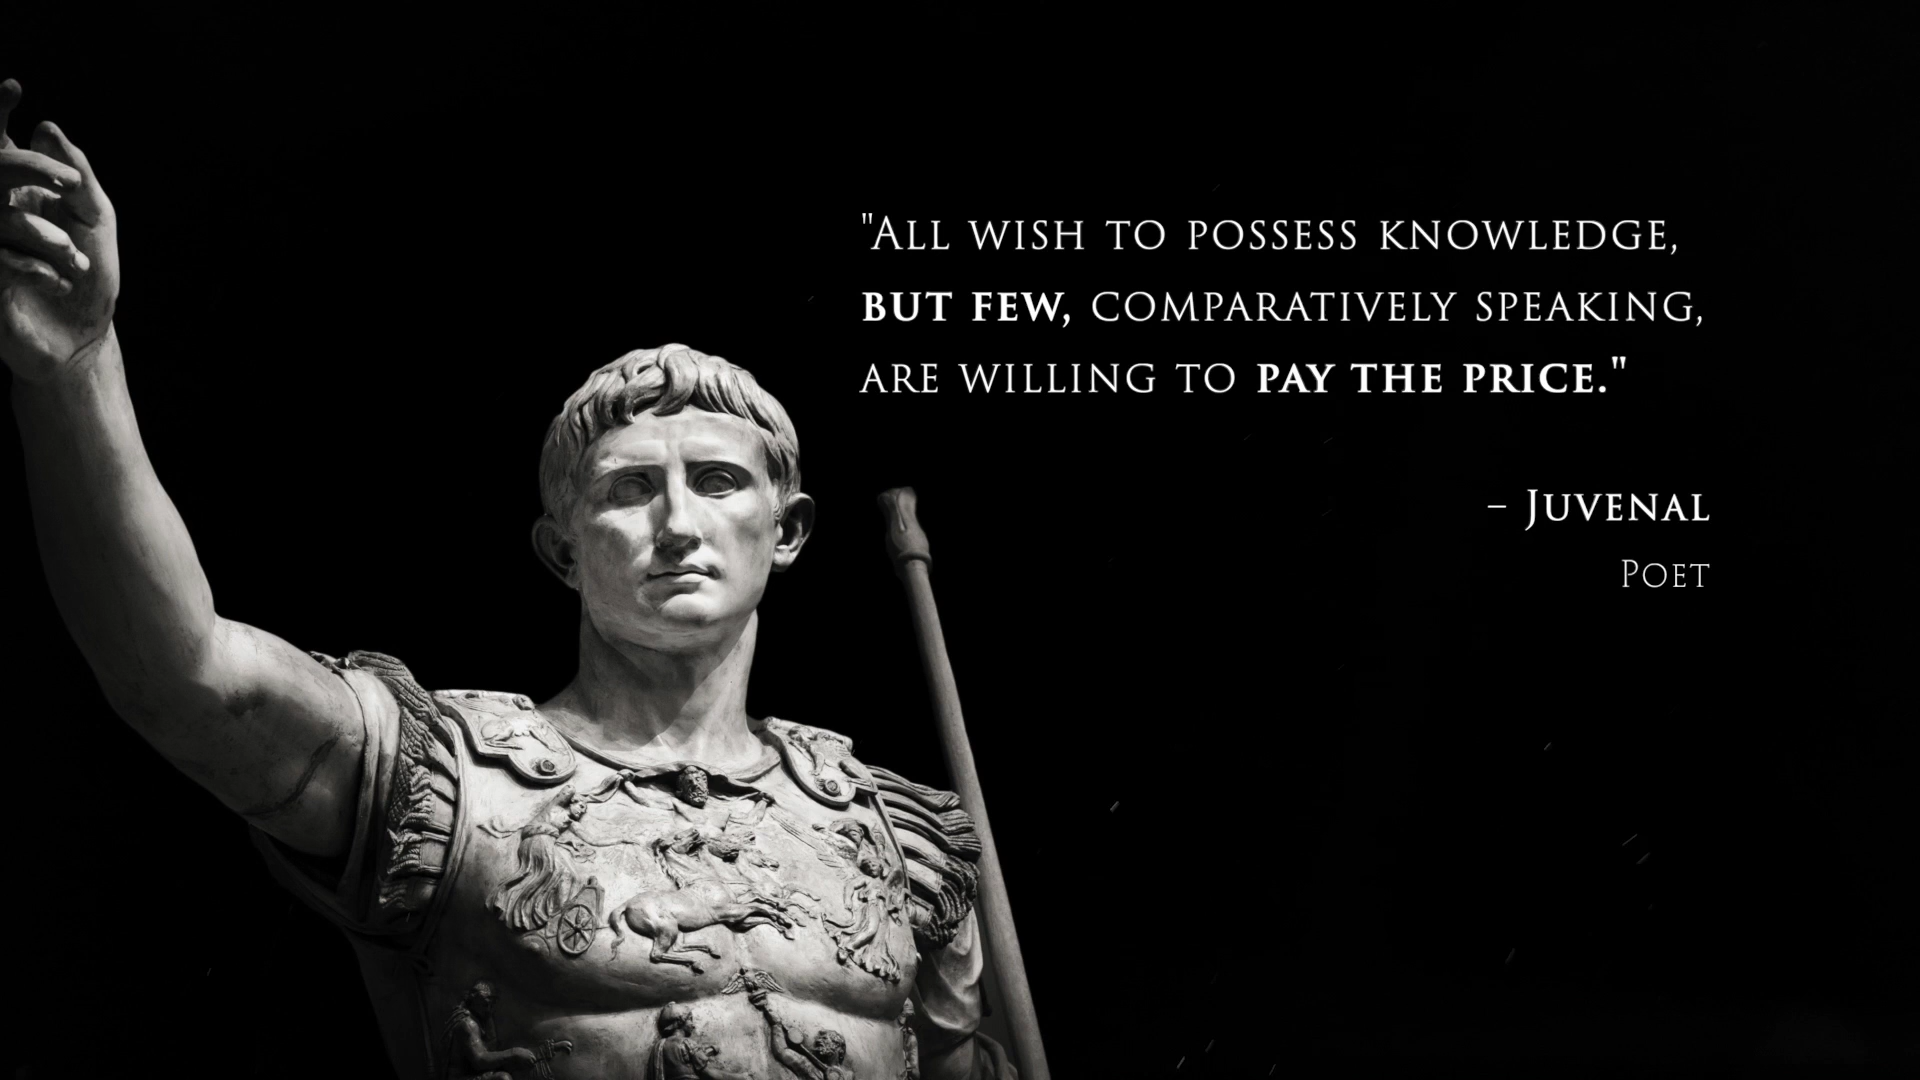 "All wish to possess knowledge,
but few, comparatively speaking,
are willing to pay the price."
– Juvenal
Poet